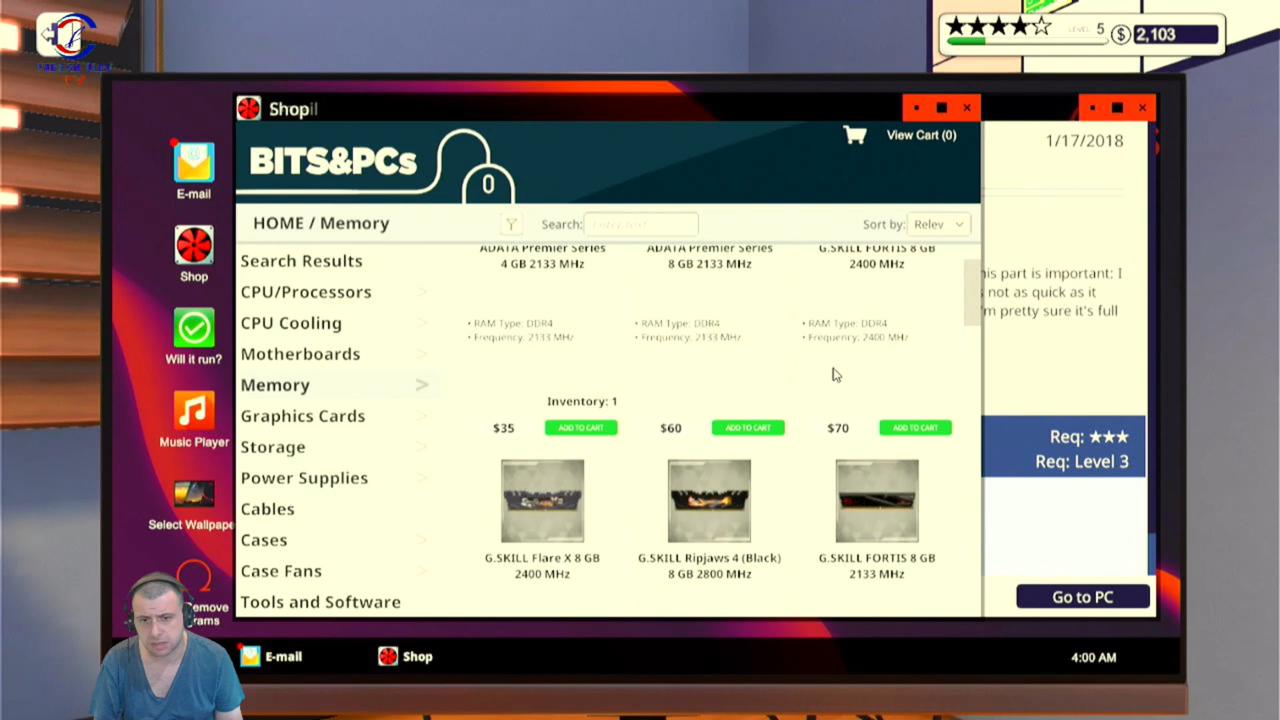 LEVEL 5 $ 2,103
Shop
BITS&PCs
View Cart (0)
1/17/2018
HOME / Memory
Search:
Sort by: Relev
E-mail
Shop
Will it run?
Music Player
Select Wallpape
Search Results
CPU/Processors >
CPU Cooling >
Motherboards >
Memory >
Graphics Cards >
Storage >
Power Supplies >
Cables
Cases >
Case Fans >
Tools and Software
ADATA Premier Series
4 GB 2133 MHz
• RAM Type: DDR4
• Frequency: 2133 MHz
Inventory: 1
$35 ADD TO CART
ADATA Premier Series
8 GB 2133 MHz
• RAM Type: DDR4
• Frequency: 2133 MHz
$60 ADD TO CART
G.SKILL FORTIS 8 GB
2400 MHz
• RAM Type: DDR4
• Frequency: 2400 MHz
$70 ADD TO CART
G.SKILL Flare X 8 GB
2400 MHz
G.SKILL Ripjaws 4 (Black)
8 GB 2800 MHz
G.SKILL FORTIS 8 GB
2133 MHz
his part is important: I
not as quick as it
'm pretty sure it's full
Req: ★★★
Req: Level 3
Go to PC
emove
rams
E-mail
Shop
4:00 AM